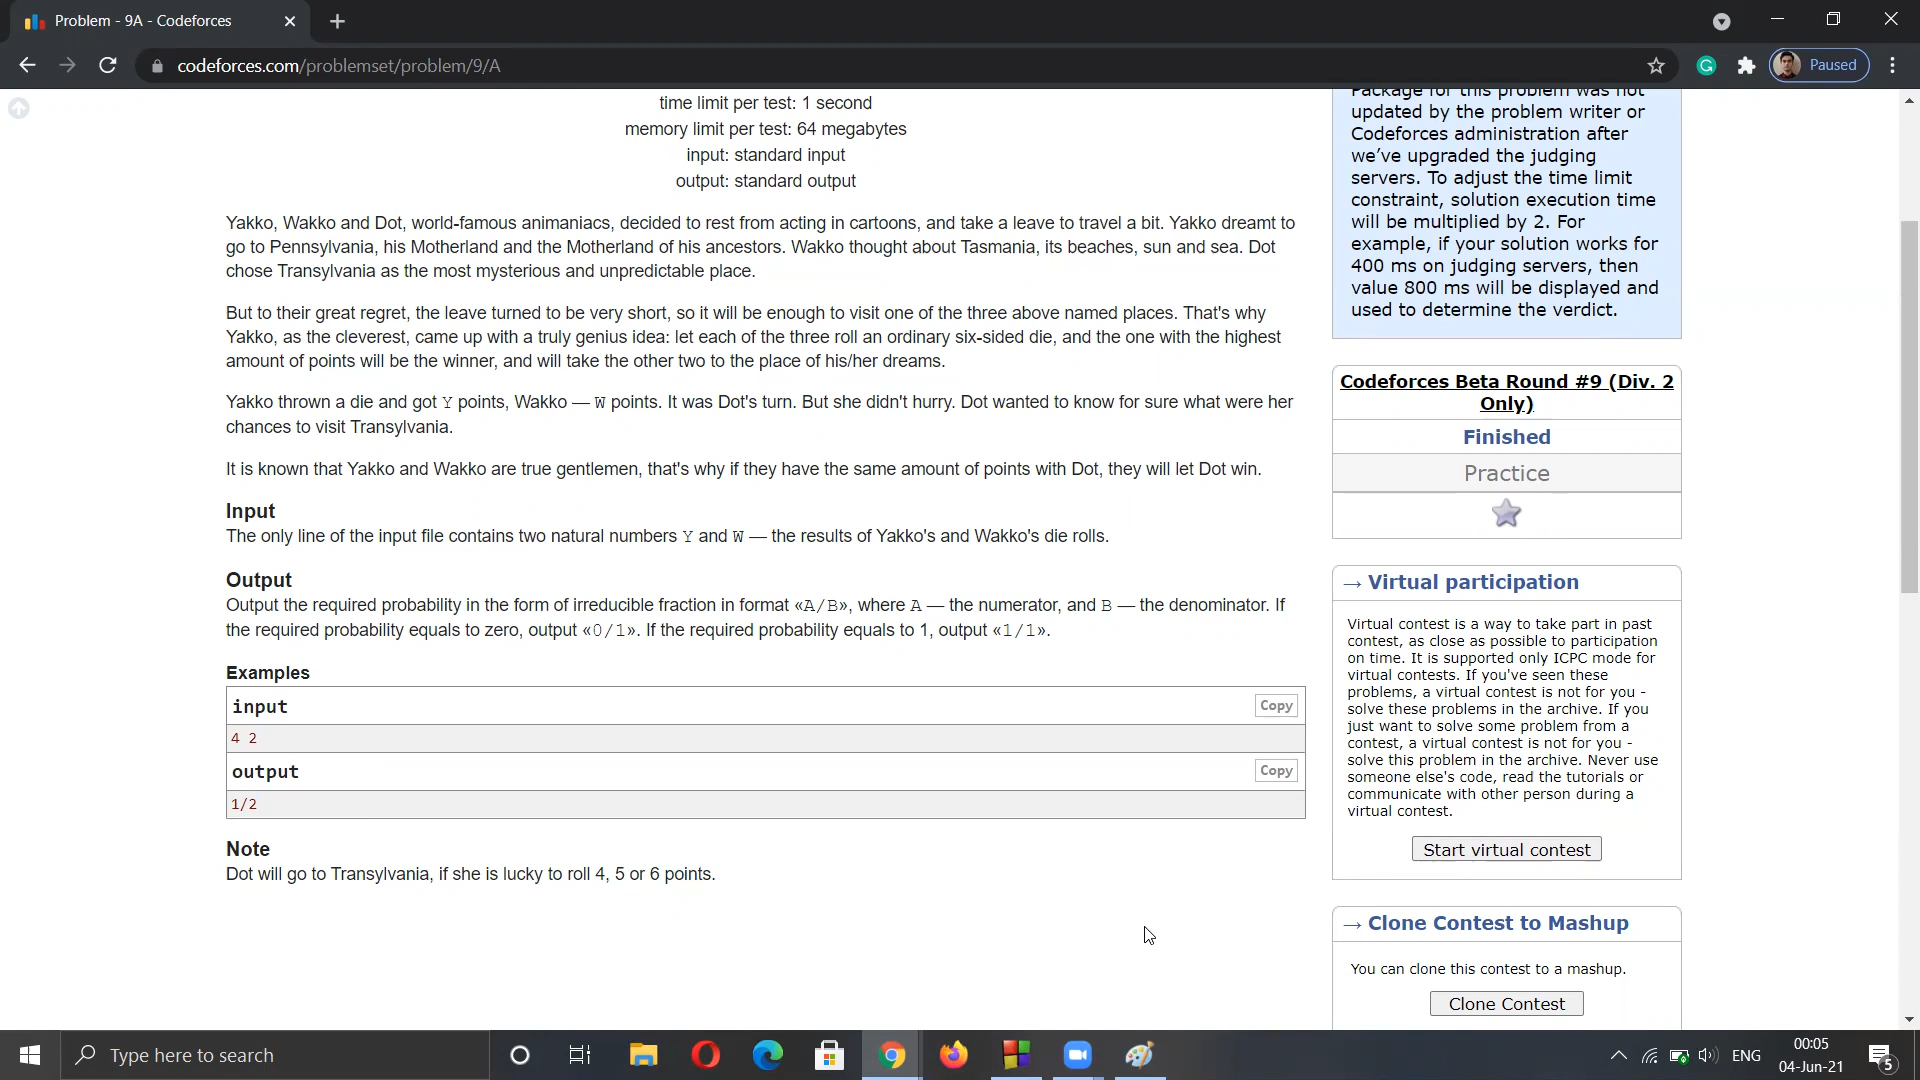 Problem - 9A - Codeforces
codeforces.com/problemset/problem/9/A
Paused
time limit per test: 1 second
memory limit per test: 64 megabytes
input: standard input
output: standard output
Yakko, Wakko and Dot, world-famous animaniacs, decided to rest from acting in cartoons, and take a leave to travel a bit. Yakko dreamt to
go to Pennsylvania, his Motherland and the Motherland of his ancestors. Wakko thought about Tasmania, its beaches, sun and sea. Dot
chose Transylvania as the most mysterious and unpredictable place.
But to their great regret, the leave turned to be very short, so it will be enough to visit one of the three above named places. That's why
Yakko, as the cleverest, came up with a truly genius idea: let each of the three roll an ordinary six-sided die, and the one with the highest
amount of points will be the winner, and will take the other two to the place of his/her dreams.
Yakko thrown a die and got Y points, Wakko — W points. It was Dot's turn. But she didn't hurry. Dot wanted to know for sure what were her
chances to visit Transylvania.
It is known that Yakko and Wakko are true gentlemen, that's why if they have the same amount of points with Dot, they will let Dot win.
Input
The only line of the input file contains two natural numbers Y and W — the results of Yakko's and Wakko's die rolls.
Output
Output the required probability in the form of irreducible fraction in format «A/B», where A — the numerator, and B — the denominator. If
the required probability equals to zero, output «0/1». If the required probability equals to 1, output «1/1».
Examples
input
Copy
4 2
output
Copy
1/2
Note
Dot will go to Transylvania, if she is lucky to roll 4, 5 or 6 points.
Package for this problem was not
updated by the problem writer or
Codeforces administration after
we've upgraded the judging
servers. To adjust the time limit
constraint, solution execution time
will be multiplied by 2. For
example, if your solution works for
400 ms on judging servers, then
value 800 ms will be displayed and
used to determine the verdict.
Codeforces Beta Round #9 (Div. 2
Only)
Finished
Practice
→ Virtual participation
Virtual contest is a way to take part in past
contest, as close as possible to participation
on time. It is supported only ICPC mode for
virtual contests. If you've seen these
problems, a virtual contest is not for you -
solve these problems in the archive. If you
just want to solve some problem from a
contest, a virtual contest is not for you -
solve this problem in the archive. Never use
someone else's code, read the tutorials or
communicate with other person during a
virtual contest.
Start virtual contest
→ Clone Contest to Mashup
You can clone this contest to a mashup.
Clone Contest
Type here to search
ENG
00:05
04-Jun-21
5